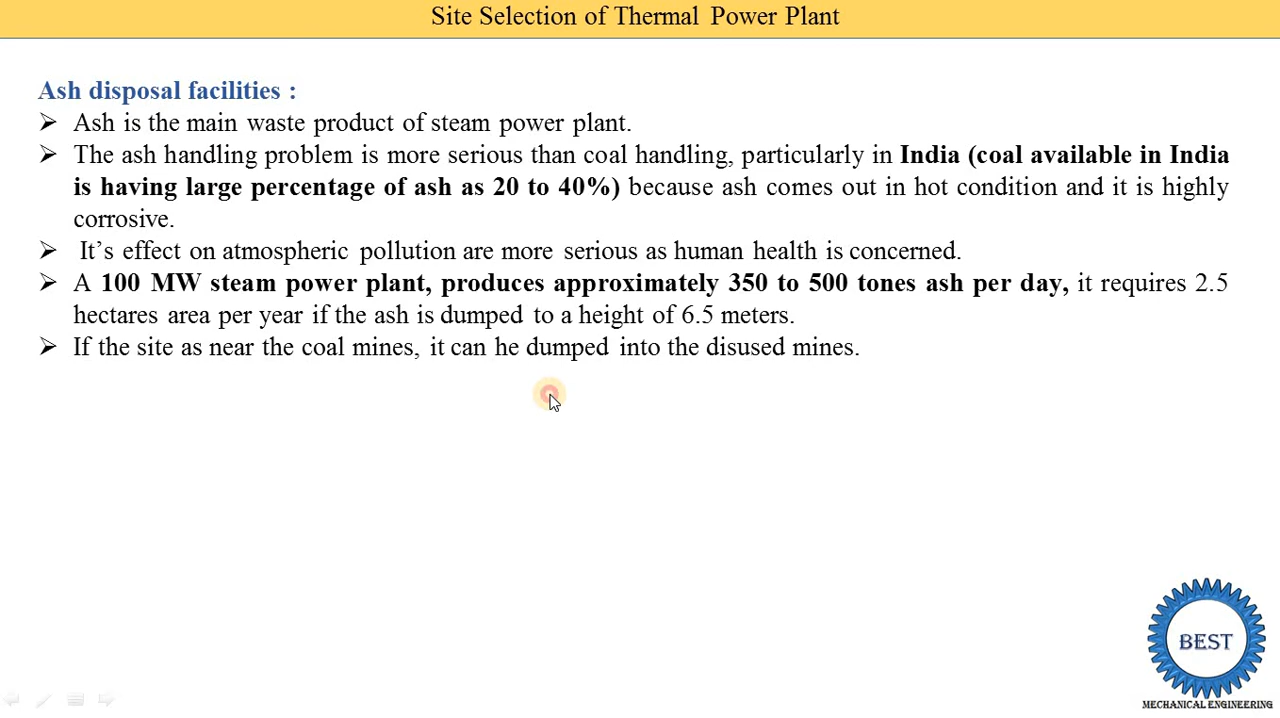 Site Selection of Thermal Power Plant
Ash disposal facilities :
➢ Ash is the main waste product of steam power plant.
➢ The ash handling problem is more serious than coal handling, particularly in India (coal available in India
is having large percentage of ash as 20 to 40%) because ash comes out in hot condition and it is highly
corrosive.
➢ It’s effect on atmospheric pollution are more serious as human health is concerned.
➢ A 100 MW steam power plant, produces approximately 350 to 500 tones ash per day, it requires 2.5
hectares area per year if the ash is dumped to a height of 6.5 meters.
➢ If the site as near the coal mines, it can he dumped into the disused mines.
BEST
MECHANICAL ENGINEERING